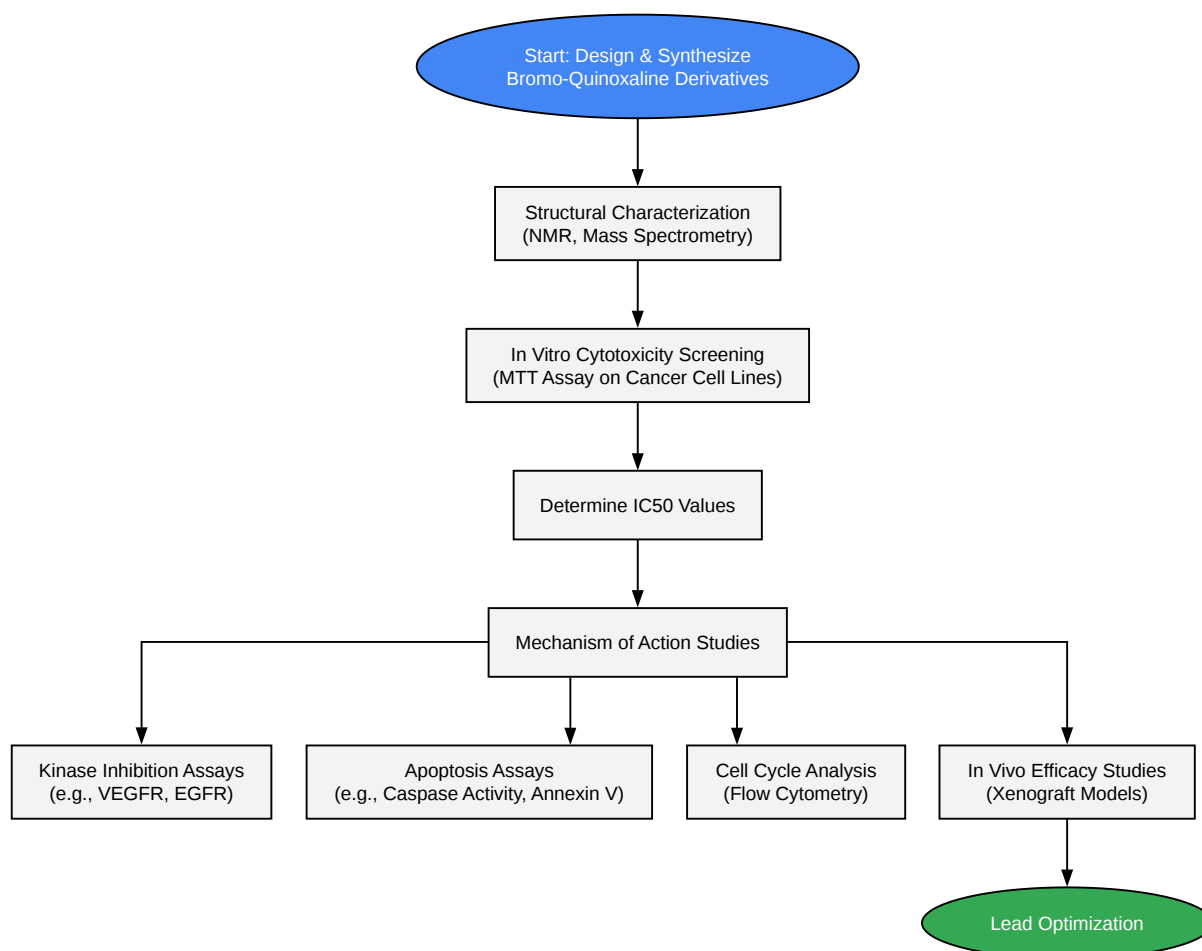 Start: Design & Synthesize
Bromo-Quinoxaline Derivatives
Structural Characterization
(NMR, Mass Spectrometry)
In Vitro Cytotoxicity Screening
(MTT Assay on Cancer Cell Lines)
Determine IC50 Values
Mechanism of Action Studies
Kinase Inhibition Assays
(e.g., VEGFR, EGFR)
Apoptosis Assays
(e.g., Caspase Activity, Annexin V)
Cell Cycle Analysis
(Flow Cytometry)
In Vivo Efficacy Studies
(Xenograft Models)
Lead Optimization